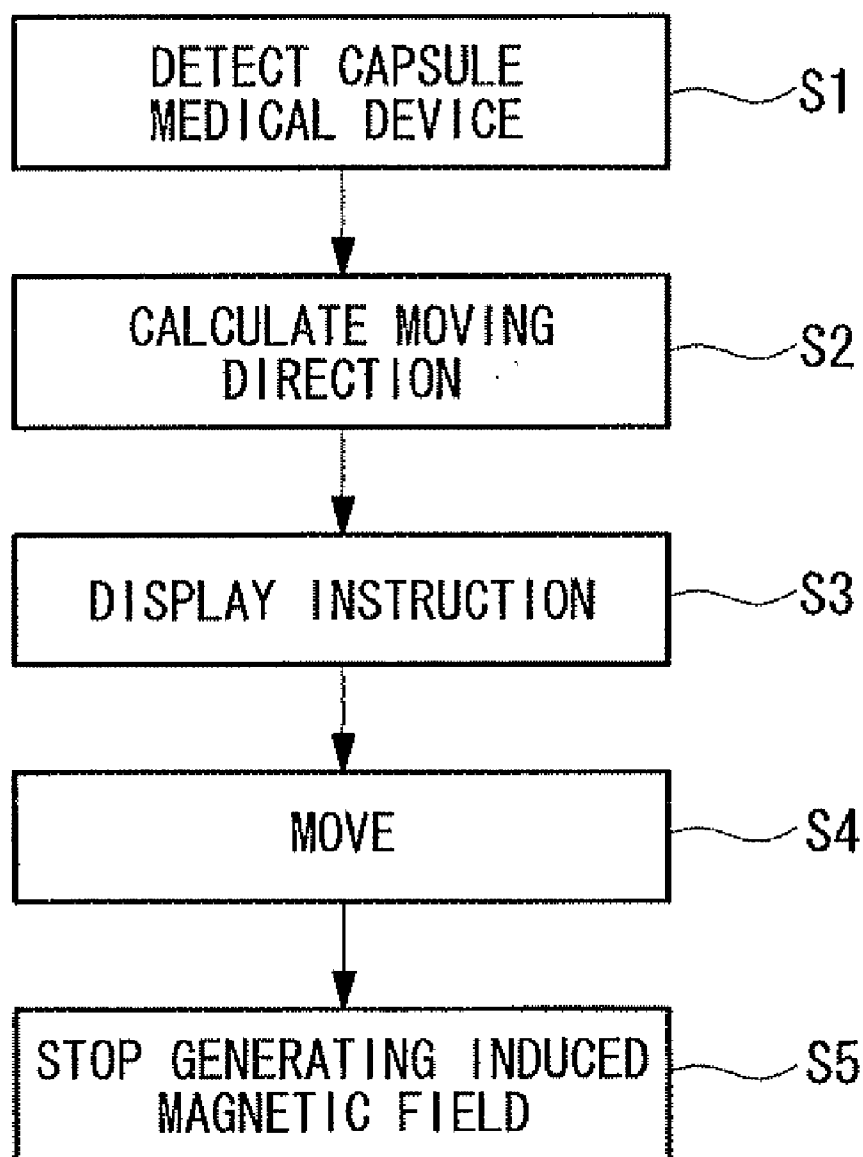 DETECT CAPSULE
MEDICAL DEVICE
S1
CALCULATE MOVING
DIRECTION
S2
DISPLAY INSTRUCTION
S3
MOVE
S4
STOP GENERATING INDUCED
MAGNETIC FIELD
S5